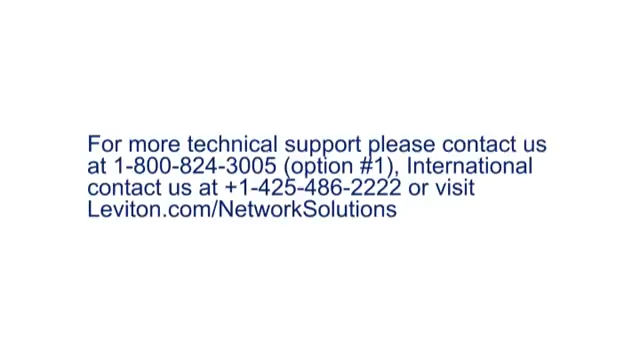 For more technical support please contact us
at 1-800-824-3005 (option #1), International
contact us at +1-425-486-2222 or visit
Leviton.com/NetworkSolutions